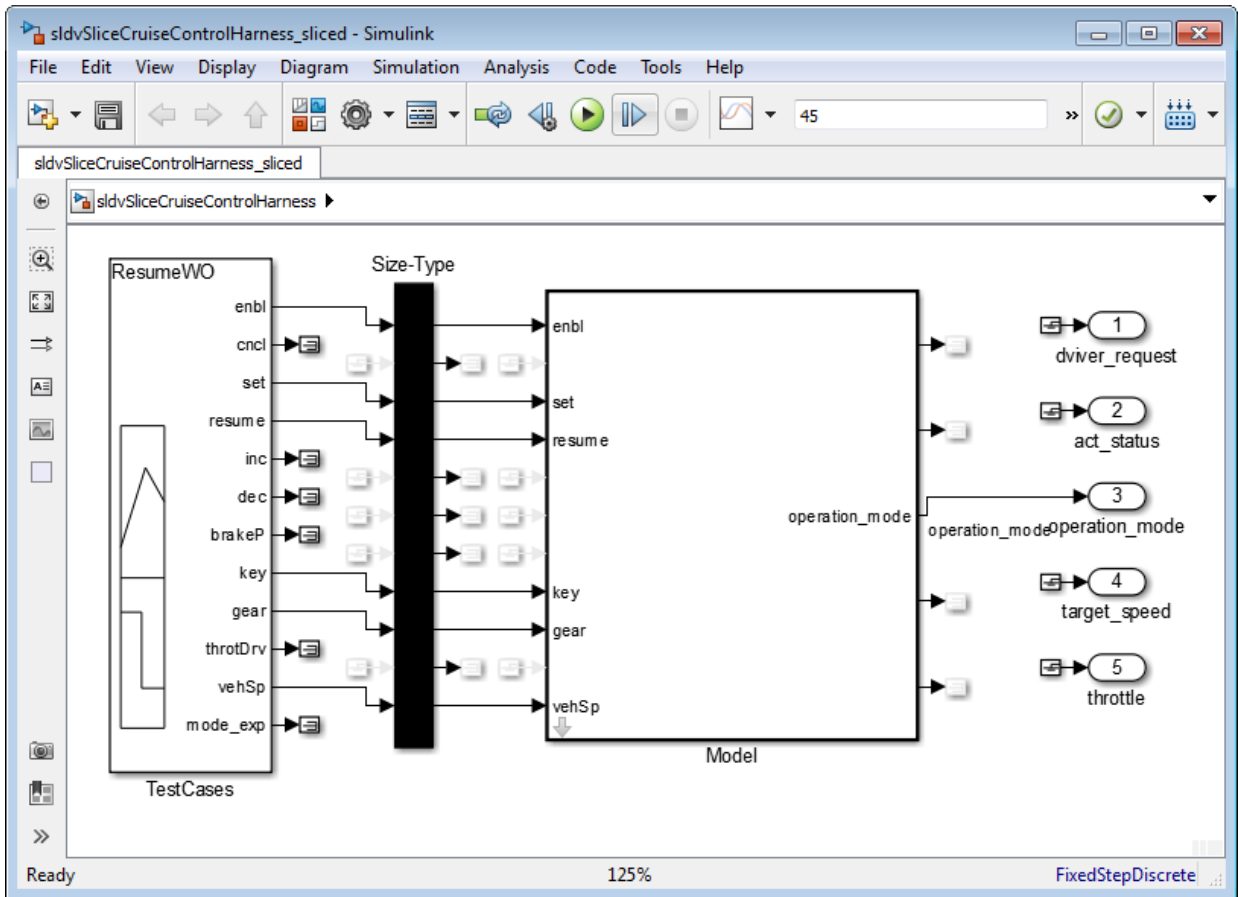 sldvSliceCruiseControlHarness_sliced - Simulink
File Edit View Display Diagram Simulation Analysis Code Tools Help
45
»
sldvSliceCruiseControlHarness_sliced
sldvSliceCruiseControlHarness
ResumeWO
enbl
cncl
set
resume
inc
dec
brakeP
key
gear
throtDrv
vehSp
mode_exp
TestCases
Size-Type
enbl
set
resume
key
gear
vehSp
operation_mode
Model
operation_mode
1
dviver_request
2
act_status
3
operation_mode
4
target_speed
5
throttle
A
»
Ready 125% FixedStepDiscrete